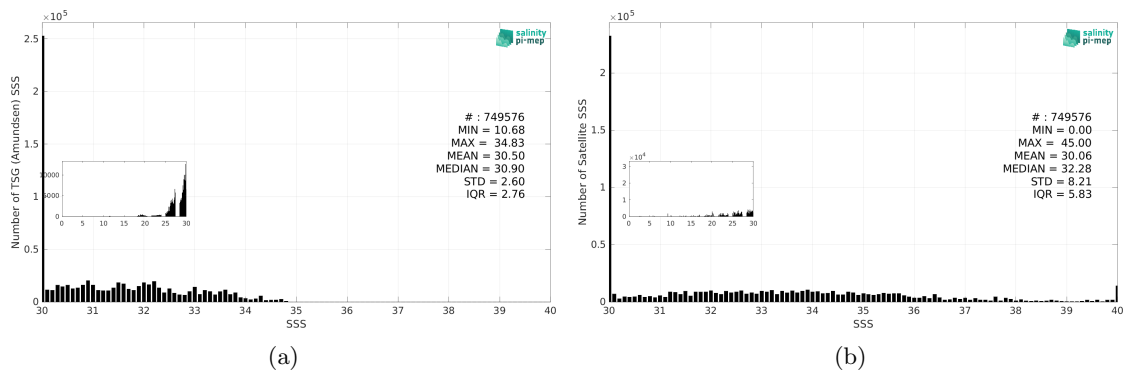 ×10⁵
2.5
2
1.5
1
0.5
0
Number of TSG (Amundsen) SSS
salinity
pi-mep
# : 749576
MIN = 10.68
MAX = 34.83
MEAN = 30.50
MEDIAN = 30.90
STD = 2.60
IQR = 2.76
10000
5000
0
0 5 10 15 20 25 30
30 31 32 33 34 35 36 37 38 39 40
SSS
(a)
×10⁵
2
1.5
1
0.5
0
Number of Satellite SSS
salinity
pi-mep
# : 749576
MIN = 0.00
MAX = 45.00
MEAN = 30.06
MEDIAN = 32.28
STD = 8.21
IQR = 5.83
×10⁴
3
2
1
0
0 5 10 15 20 25 30
30 31 32 33 34 35 36 37 38 39 40
SSS
(b)